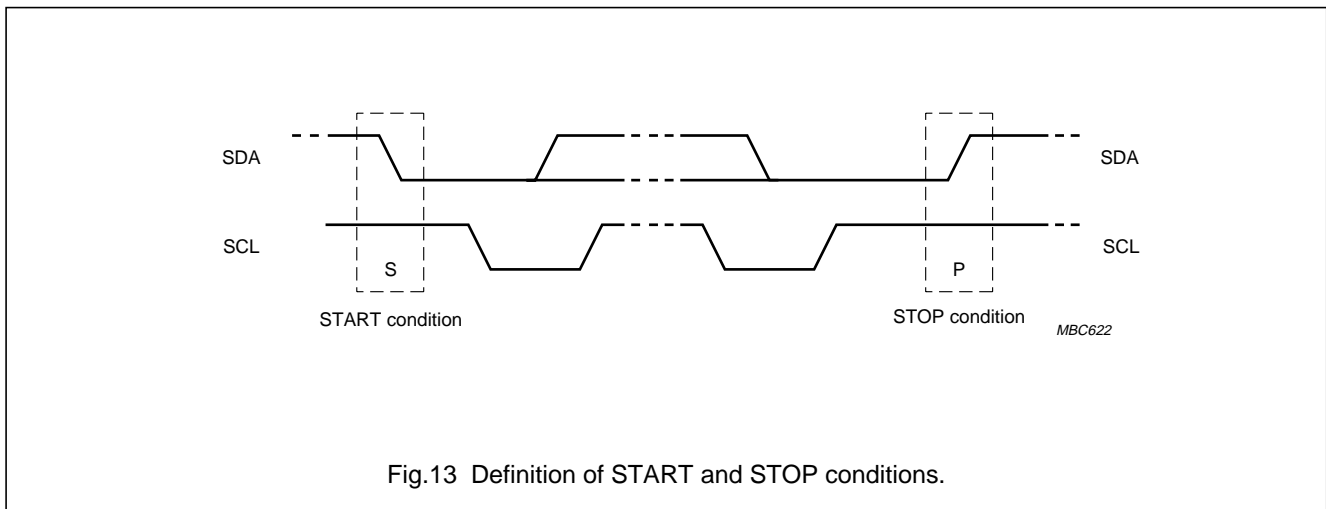 SDA
SDA
SCL
SCL
S
P
START condition
STOP condition
MBC622
Fig.13 Definition of START and STOP conditions.